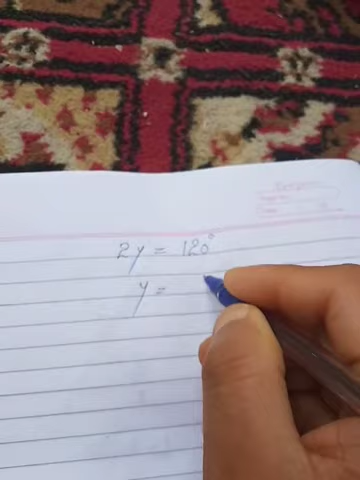 2y = 120°
y =